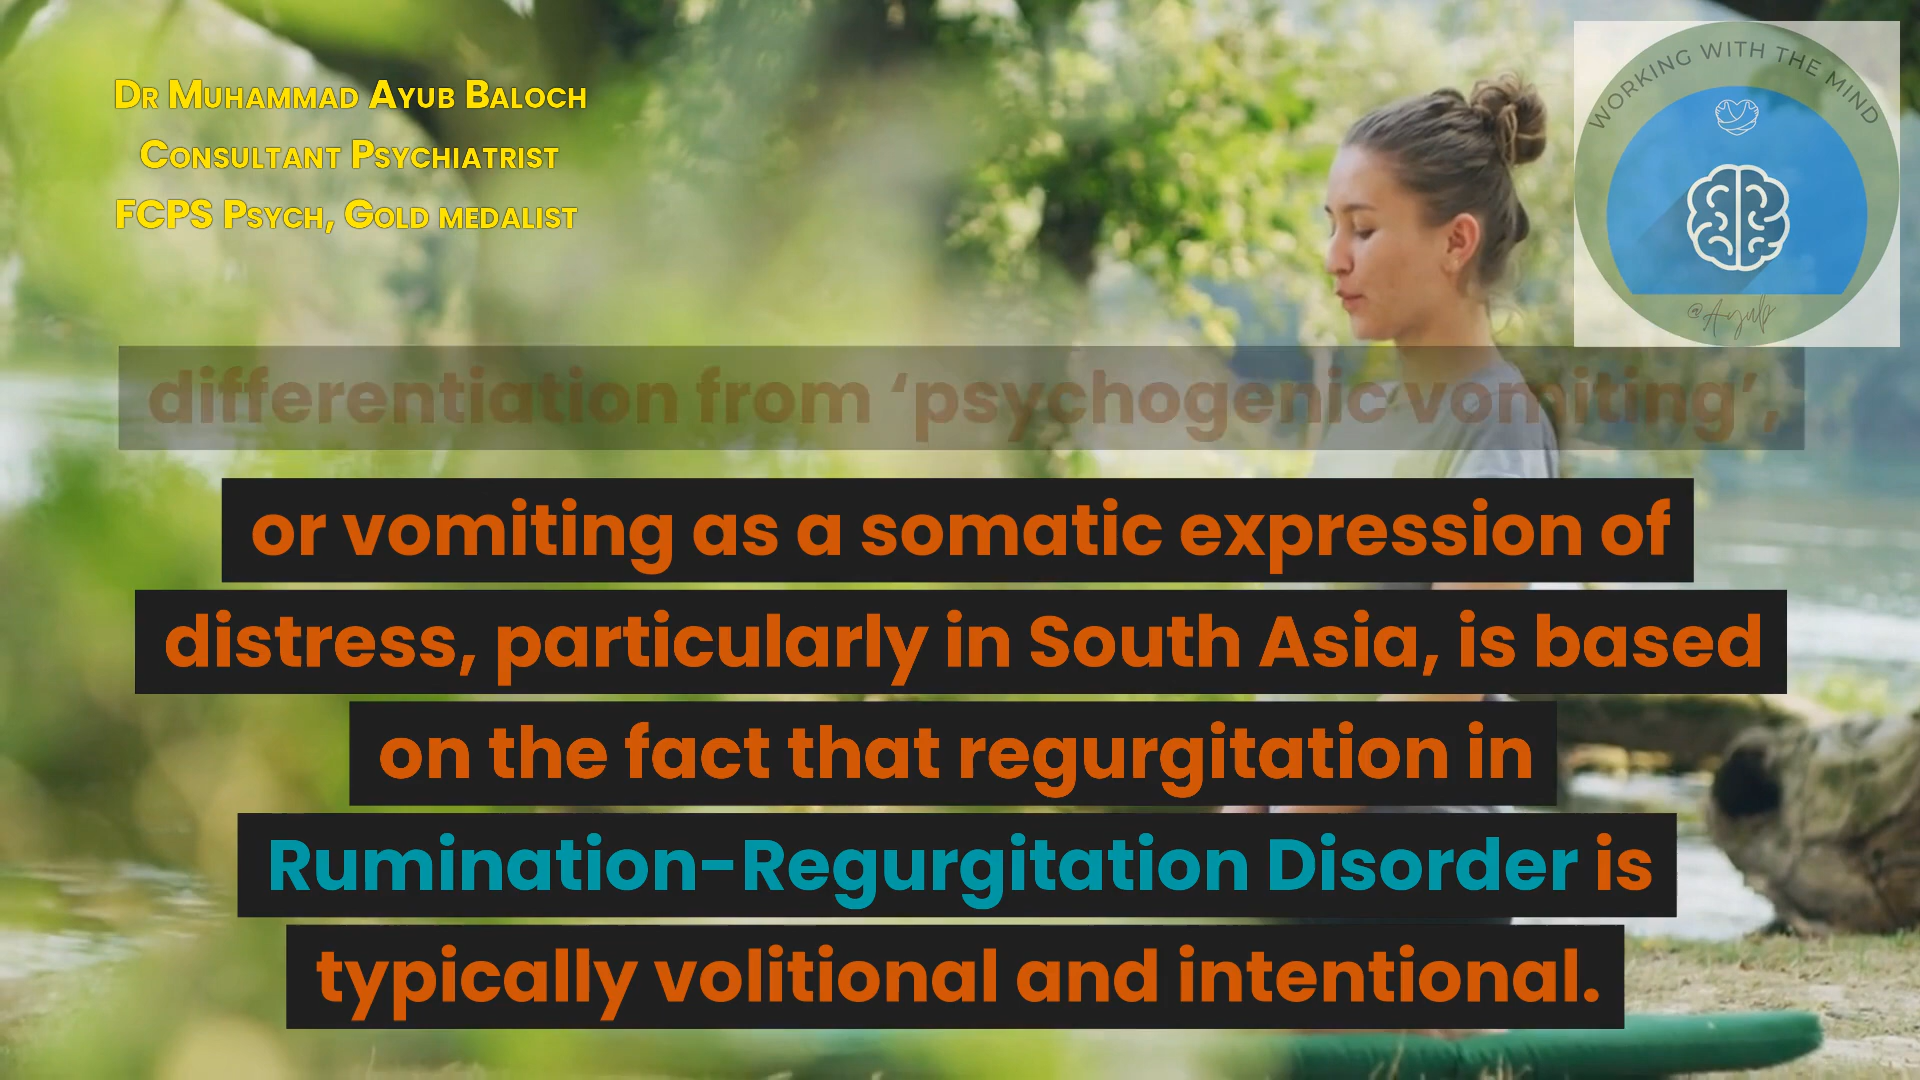 Dr Muhammad Ayub Baloch
Consultant Psychiatrist
FCPS Psych, Gold medalist
WORKING WITH THE MIND
@Ayub
differentiation from ‘psychogenic vomiting’,
or vomiting as a somatic expression of
distress, particularly in South Asia, is based
on the fact that regurgitation in
Rumination-Regurgitation Disorder is
typically volitional and intentional.